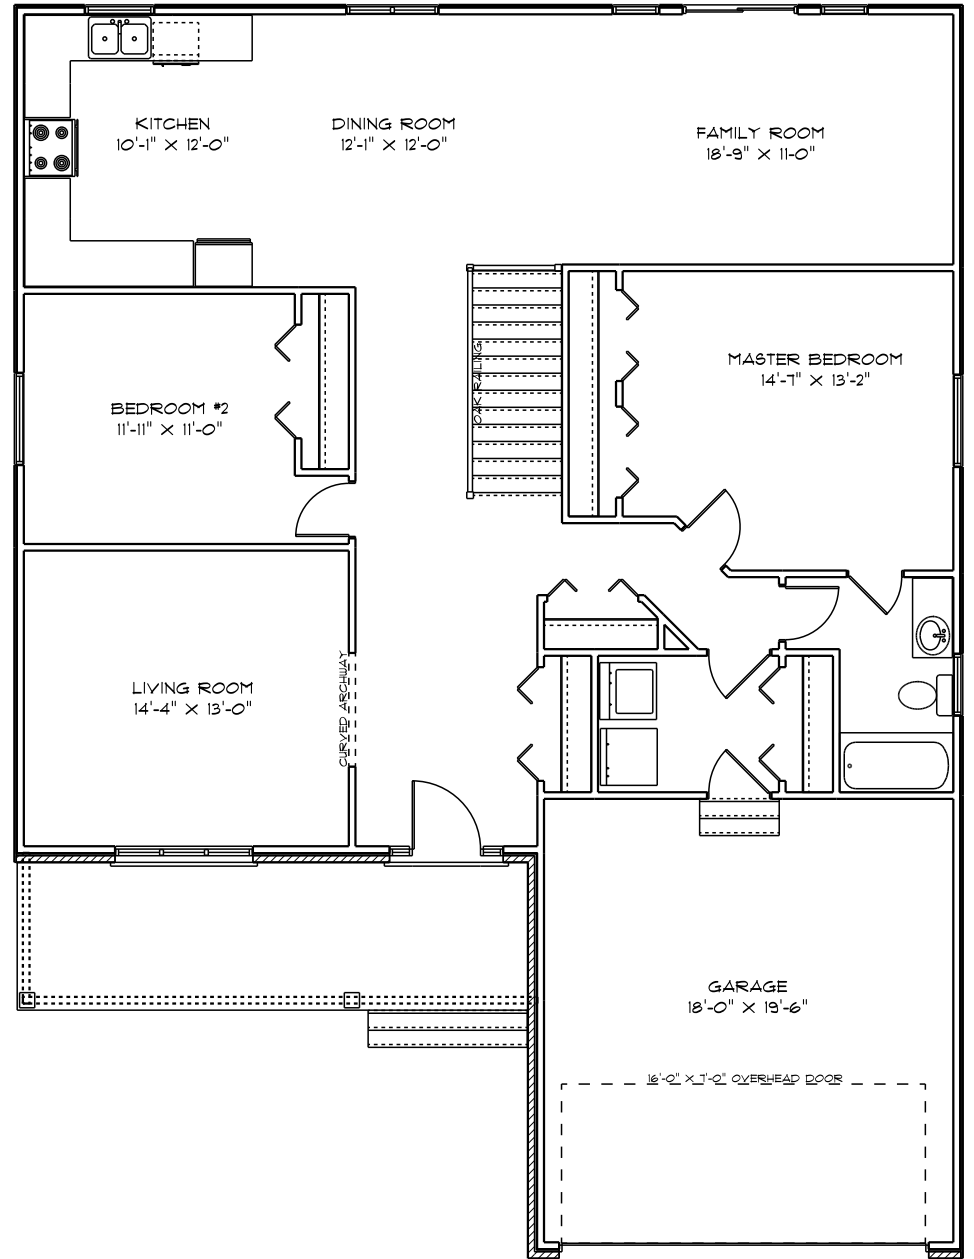 KITCHEN
10'-1" X 12'-0"
DINING ROOM
12'-1" X 12'-0"
FAMILY ROOM
18'-9" X 11-0"
OAK RAILING
MASTER BEDROOM
14'-7" X 13'-2"
BEDROOM #2
11'-11" X 11'-0"
LIVING ROOM
14'-4" X 13'-0"
CURVED ARCHWAY
GARAGE
18'-0" X 19'-6"
16'-0" X 7'-0" OVERHEAD DOOR